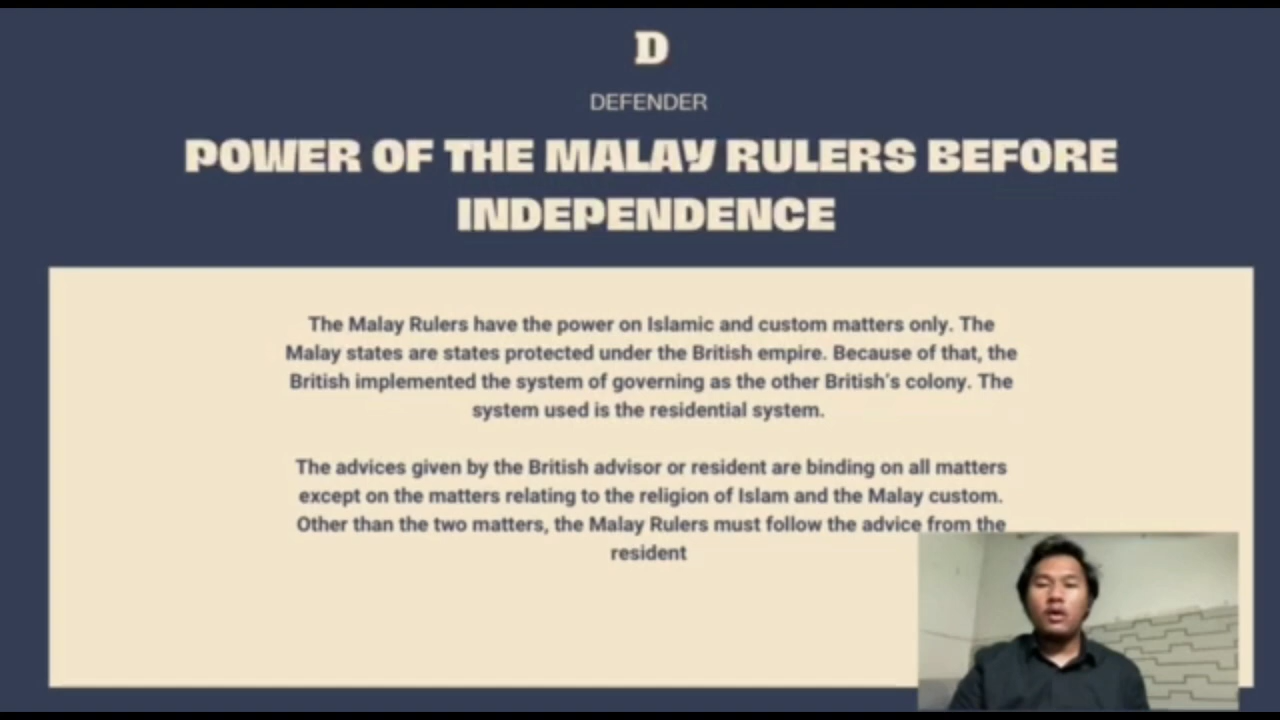 D
DEFENDER
POWER OF THE MALAY RULERS BEFORE
INDEPENDENCE
The Malay Rulers have the power on Islamic and custom matters only. The
Malay states are states protected under the British empire. Because of that, the
British implemented the system of governing as the other British's colony. The
system used is the residential system.
The advices given by the British advisor or resident are binding on all matters
except on the matters relating to the religion of Islam and the Malay custom.
Other than the two matters, the Malay Rulers must follow the advice from the
resident